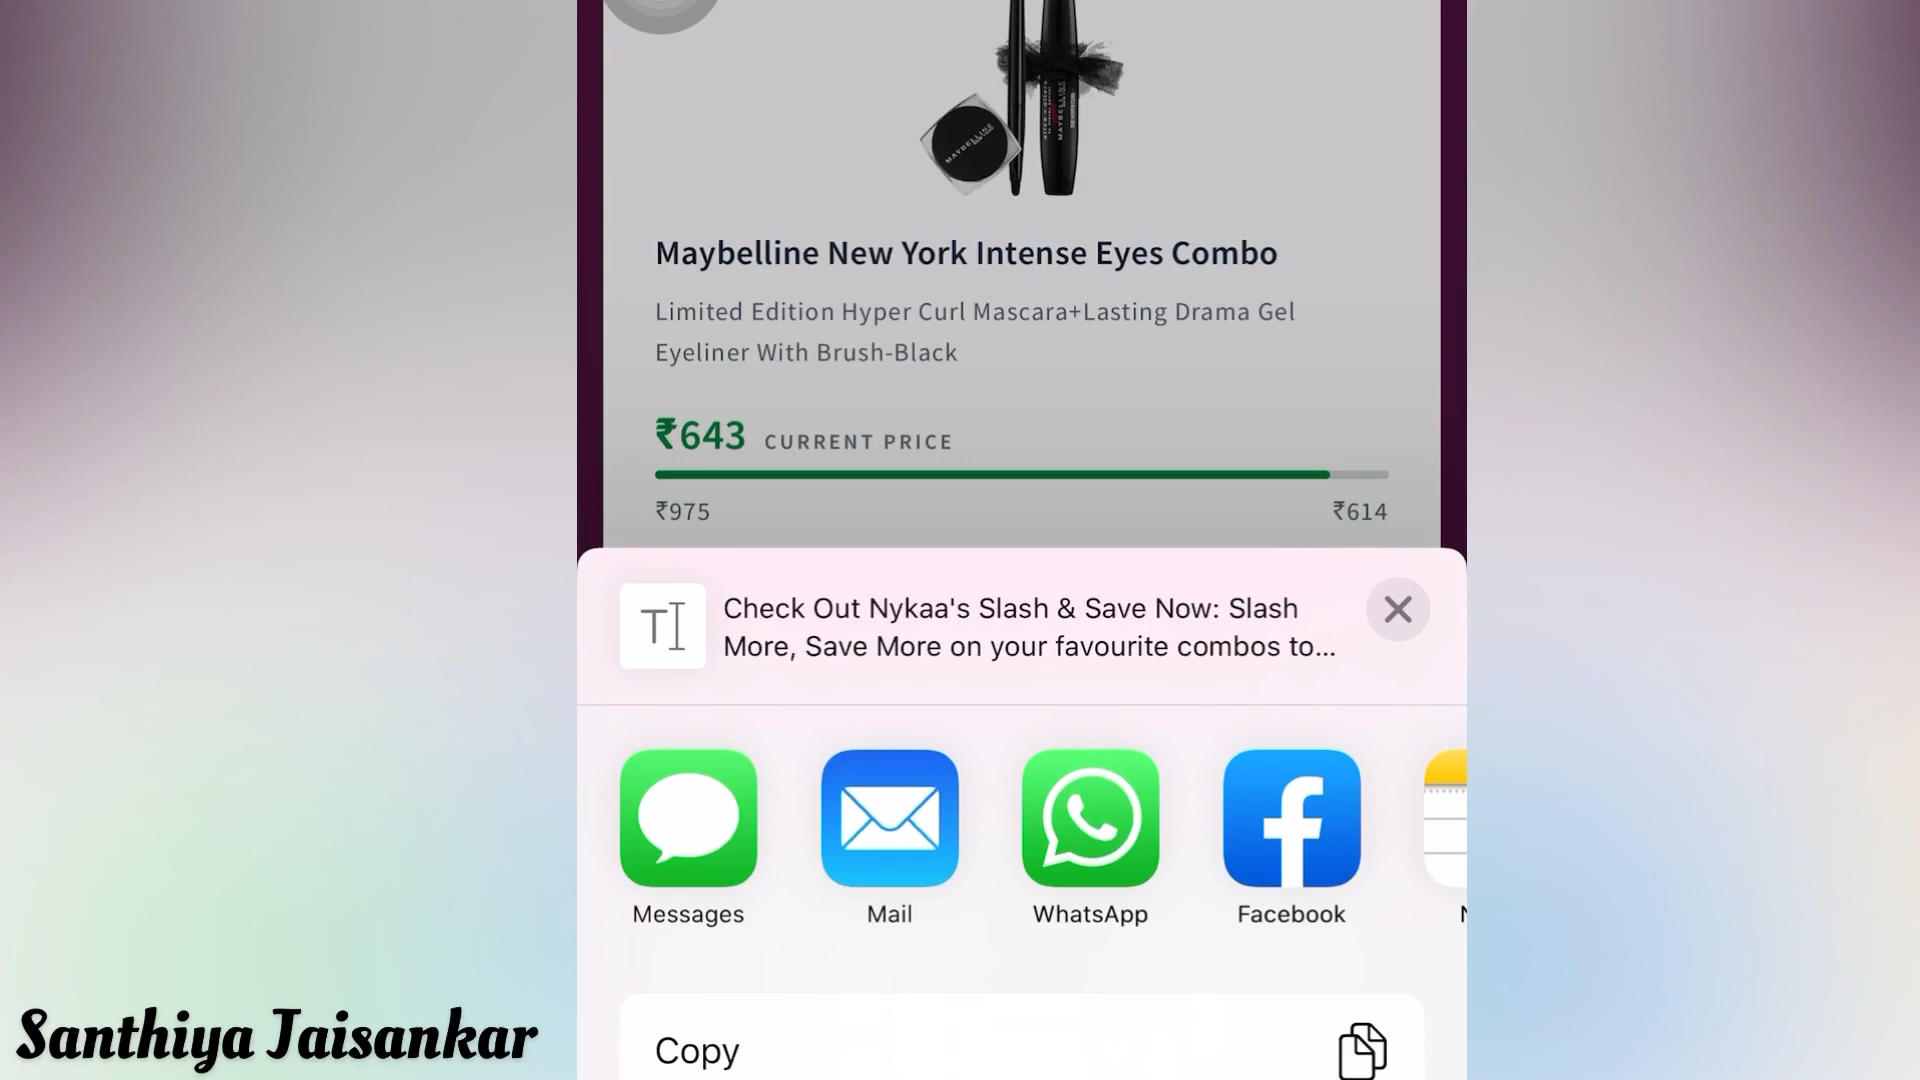 MAYBELLINE
MAYBELLINE
Maybelline New York Intense Eyes Combo
Limited Edition Hyper Curl Mascara+Lasting Drama Gel
Eyeliner With Brush-Black
₹643 CURRENT PRICE
₹975 ₹614
Check Out Nykaa's Slash & Save Now: Slash
More, Save More on your favourite combos to...
Messages Mail WhatsApp Facebook
Copy
Santhiya Jaisankar